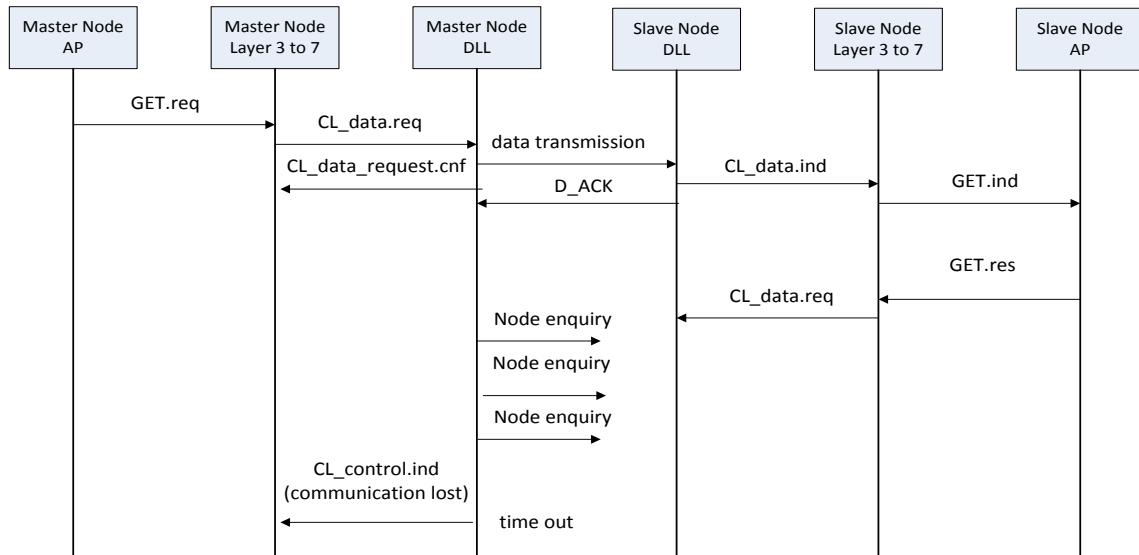 Master Node
AP
Master Node
Layer 3 to 7
Master Node
DLL
Slave Node
DLL
Slave Node
Layer 3 to 7
Slave Node
AP
GET.req
CL_data.req
data transmission
CL_data_request.cnf
CL_data.ind
D_ACK
GET.ind
GET.res
CL_data.req
Node enquiry
Node enquiry
Node enquiry
CL_control.ind
(communication lost)
time out